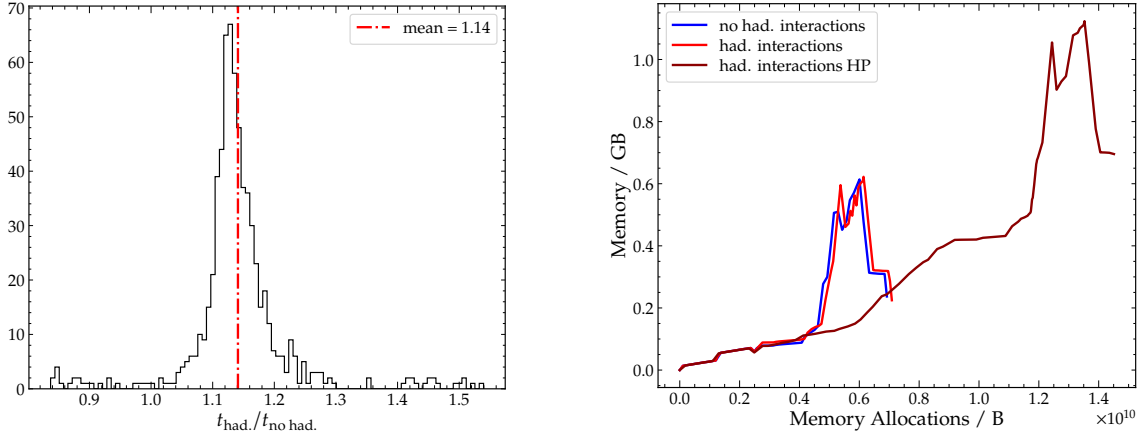 70
60
50
40
30
20
10
0
mean = 1.14
0.9 1.0 1.1 1.2 1.3 1.4 1.5
t_had./t_no had.
no had. interactions
had. interactions
had. interactions HP
1.0
0.8
0.6
0.4
0.2
0.0
Memory / GB
0.0 0.2 0.4 0.6 0.8 1.0 1.2 1.4
×10¹⁰
Memory Allocations / B